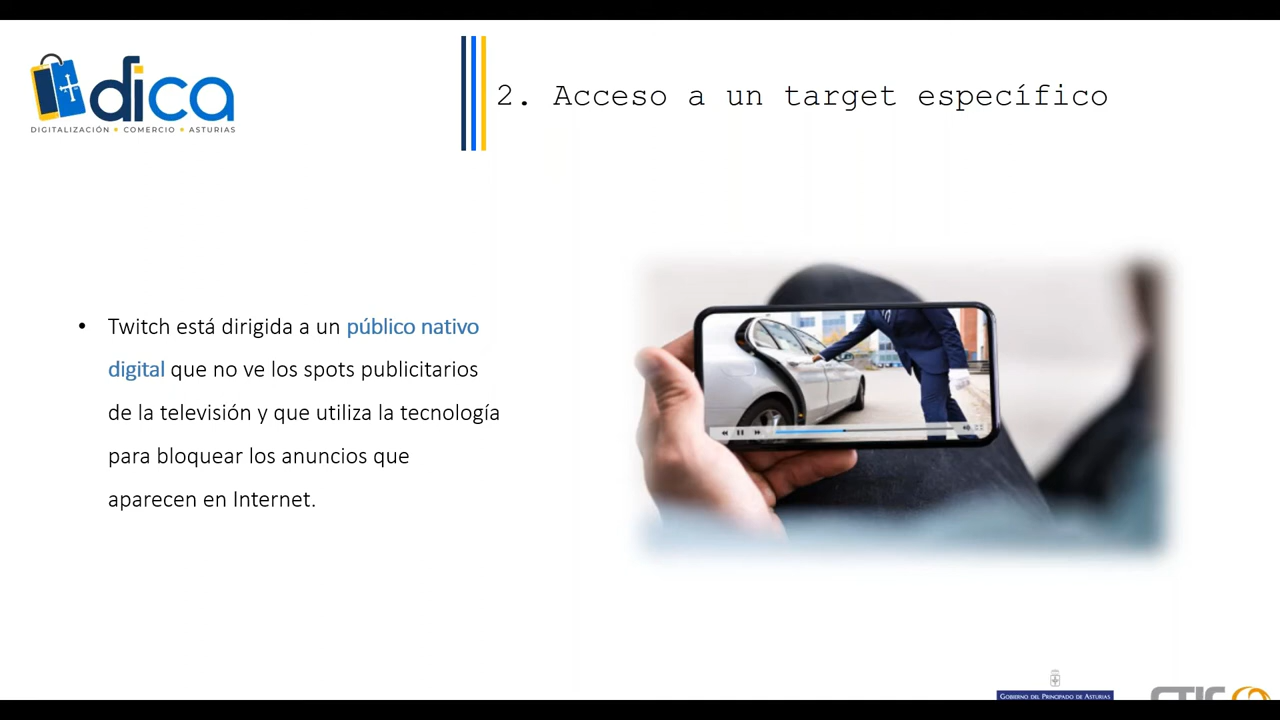 dica
DIGITALIZACIÓN • COMERCIO • ASTURIAS
2. Acceso a un target específico
• Twitch está dirigida a un público nativo
digital que no ve los spots publicitarios
de la televisión y que utiliza la tecnología
para bloquear los anuncios que
aparecen en Internet.
GOBIERNO DEL PRINCIPADO DE ASTURIAS